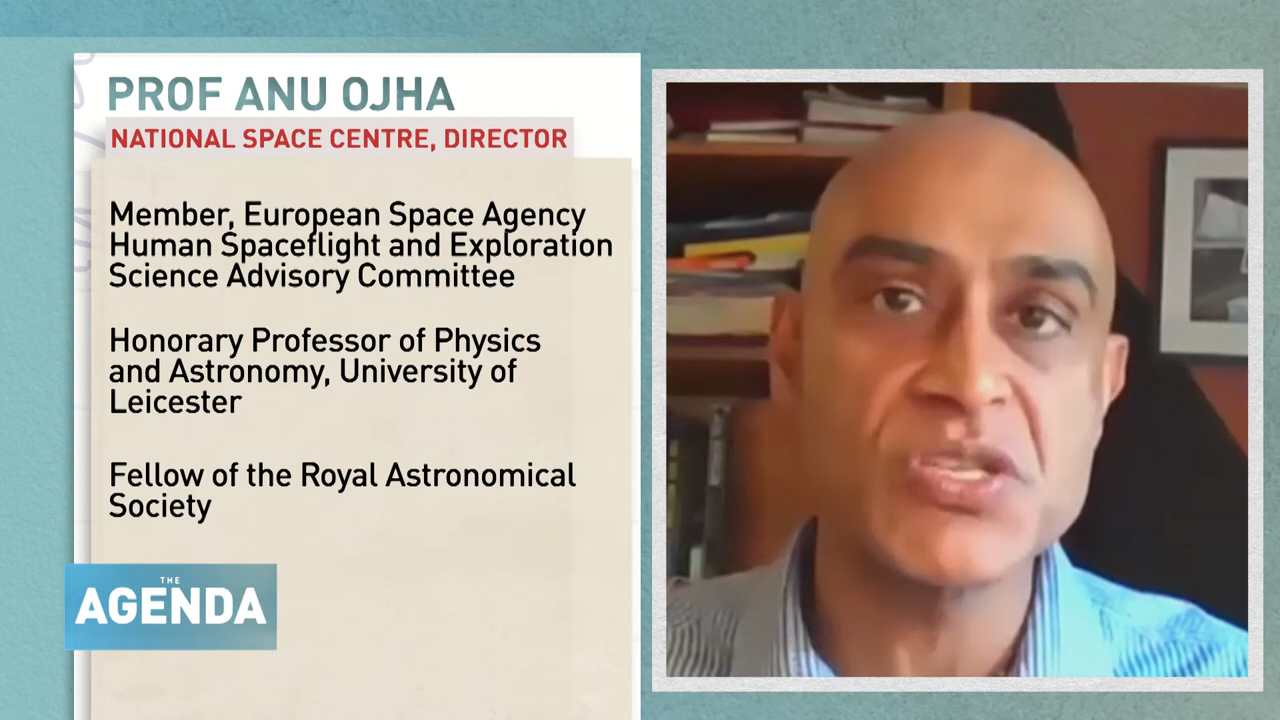 PROF ANU OJHA
NATIONAL SPACE CENTRE, DIRECTOR
Member, European Space Agency
Human Spaceflight and Exploration
Science Advisory Committee
Honorary Professor of Physics
and Astronomy, University of
Leicester
Fellow of the Royal Astronomical
Society
THE
AGENDA